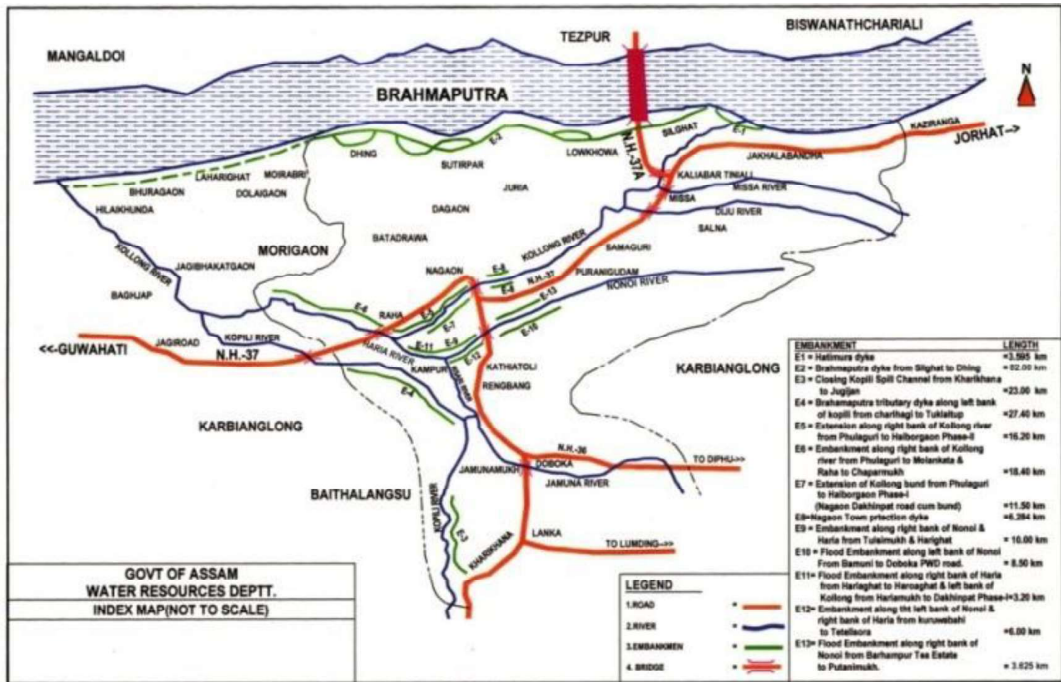 BISWANATHCHARIALI
TEZPUR
MANGALDOI
BRAHMAPUTRA
N
KAZIRANGA
JORHAT-->
E-1
SILGHAT
E-2
LOWKHOWA
N.H.-37A
DHING
SUTIRPAR
JAKHALABANDHA
KALIABAR TINIALI
MOIRABRI
LAHARIGHAT
BHURAGAON
DOLAIGAON
JURIA
MISSA RIVER
MISSA
HILAIKHUNDA
DAGAON
DIJU RIVER
SALNA
BATADRAWA
KOLLONG RIVER
SAMAGURI
MORIGAON
KOLLONG RIVER
JAGIBHAKATGAON
NAGAON
E-8
E-8
N.H.-37
PURANIGUDAM
NONOI RIVER
BAGHJAP
E-6
RAHA
E-5
E-7
E-13
E-10
E-11
E-9
E-12
KOPILI RIVER
HARIA RIVER
<<-GUWAHATI
JAGIROAD
N.H.-37
KAMPUR
KATHIATOLI
RENGBANG
KARBIANGLONG
E-4
KARBIANGLONG
N.H.-36
TO DIPHU->>
JAMUNAMUKH
DOBOKA
JAMUNA RIVER
BAITHALANGSU
KOPILI RIVER
E-3
KHARIKHANA
LANKA
TO LUMDING-->>
GOVT OF ASSAM
WATER RESOURCES DEPTT.
INDEX MAP(NOT TO SCALE)
LEGEND
1.ROAD =
2.RIVER =
3.EMBANKMEN =
4. BRIDGE =
EMBANKMENT LENGTH
E1 = Hatimura dyke =3.595 km
E2 = Brahmaputra dyke from Silghat to Dhing = 82.00 km
E3 = Closing Kopili Spill Channel from Kharikhana
to Jugijan =23.00 km
E4 = Brahamaputra tributary dyke along left bank
of kopili from charihagi to Tuklaitup =27.40 km
E5 = Extension along right bank of Kollong river
from Phulaguri to Haiborgaon Phase-II =16.20 km
E6 = Embankment along right bank of Kollong
river from Phulaguri to Molankata &
Raha to Chaparmukh =18.40 km
E7 = Extension of Kollong bund from Phulaguri
to Haiborgaon Phase-I
(Nagaon Dakhinpat road cum bund) =11.50 km
E8=Nagaon Town prtection dyke =6.284 km
E9 = Embankment along right bank of Nonoi &
Haria from Tulsimukh & Harighat = 10.00 km
E10 = Flood Embankment along left bank of Nonoi
From Bamuni to Doboka PWD road. = 8.50 km
E11= Flood Embankment along right bank of Haria
from Hariaghat to Haroaghat & left bank of
Kollong from Hariamukh to Dakhinpat Phase-I=3.20 km
E12= Embankment along tht left bank of Nonoi &
right bank of Haria from kuruwabahi
to Tetelisora =6.00 km
E13= Flood Embankment along right bank of
Nonoi from Barhampur Tea Estate
to Putanimukh. = 3.625 km